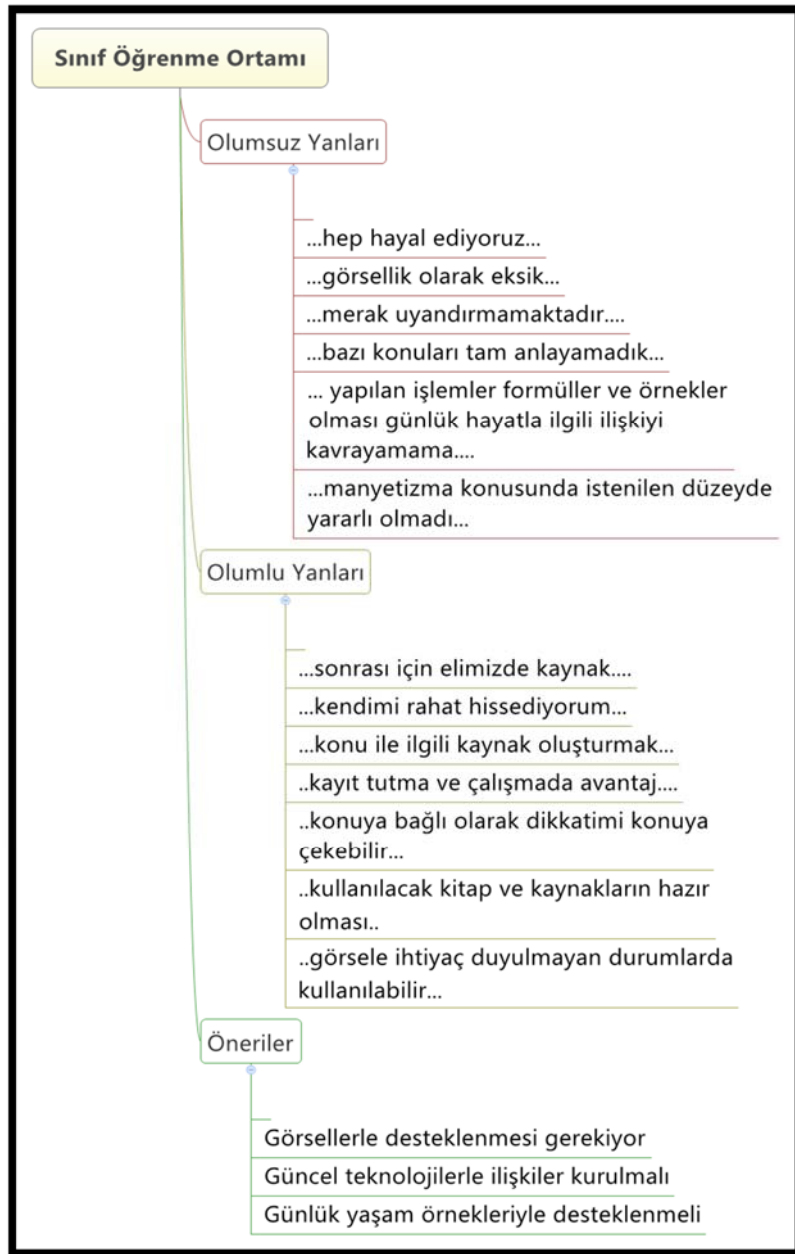 Sınıf Öğrenme Ortamı
Olumsuz Yanları
...hep hayal ediyoruz...
...görsellik olarak eksik...
...merak uyandırmamaktadır....
...bazı konuları tam anlayamadık...
... yapılan işlemler formüller ve örnekler
olması günlük hayatla ilgili ilişkiyi
kavrayamama....
...manyetizma konusunda istenilen düzeyde
yararlı olmadı...
Olumlu Yanları
...sonrası için elimizde kaynak....
...kendimi rahat hissediyorum...
...konu ile ilgili kaynak oluşturmak...
..kayıt tutma ve çalışmada avantaj....
..konuya bağlı olarak dikkatimi konuya
çekebilir...
..kullanılacak kitap ve kaynakların hazır
olması..
..görsele ihtiyaç duyulmayan durumlarda
kullanılabilir...
Öneriler
Görsellerle desteklenmesi gerekiyor
Güncel teknolojilerle ilişkiler kurulmalı
Günlük yaşam örnekleriyle desteklenmeli